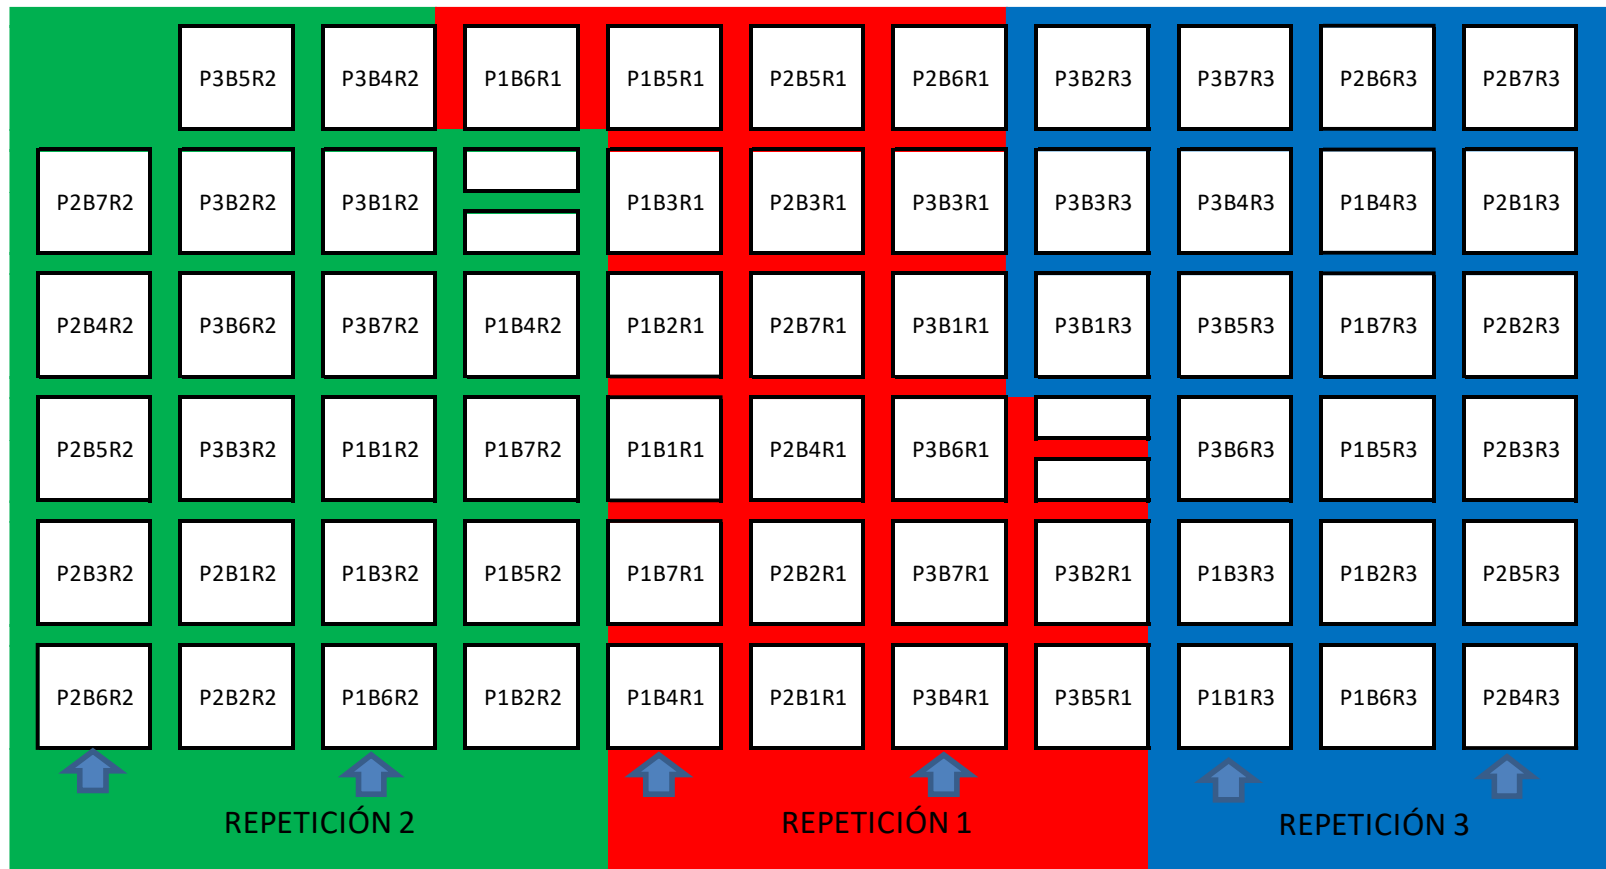 P3B5R2 P3B4R2 P1B6R1 P1B5R1 P2B5R1 P2B6R1 P3B2R3 P3B7R3 P2B6R3 P2B7R3
P2B7R2 P3B2R2 P3B1R2 P1B3R1 P2B3R1 P3B3R1 P3B3R3 P3B4R3 P1B4R3 P2B1R3
P2B4R2 P3B6R2 P3B7R2 P1B4R2 P1B2R1 P2B7R1 P3B1R1 P3B1R3 P3B5R3 P1B7R3 P2B2R3
P2B5R2 P3B3R2 P1B1R2 P1B7R2 P1B1R1 P2B4R1 P3B6R1 P3B6R3 P1B5R3 P2B3R3
P2B3R2 P2B1R2 P1B3R2 P1B5R2 P1B7R1 P2B2R1 P3B7R1 P3B2R1 P1B3R3 P1B2R3 P2B5R3
P2B6R2 P2B2R2 P1B6R2 P1B2R2 P1B4R1 P2B1R1 P3B4R1 P3B5R1 P1B1R3 P1B6R3 P2B4R3
REPETICIÓN 2 REPETICIÓN 1 REPETICIÓN 3